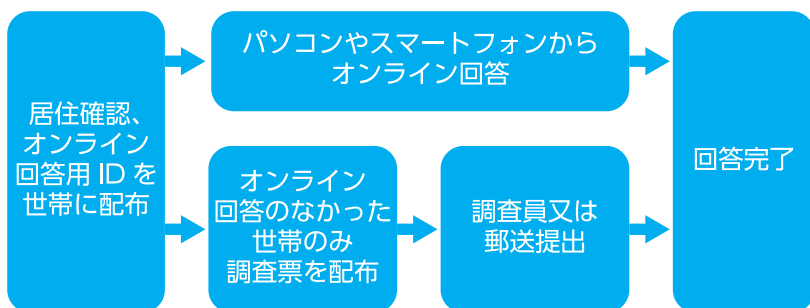 居住確認、
オンライン
回答用 ID を
世帯に配布
パソコンやスマートフォンから
オンライン回答
オンライン
回答のなかった
世帯のみ
調査票を配布
調査員又は
郵送提出
回答完了